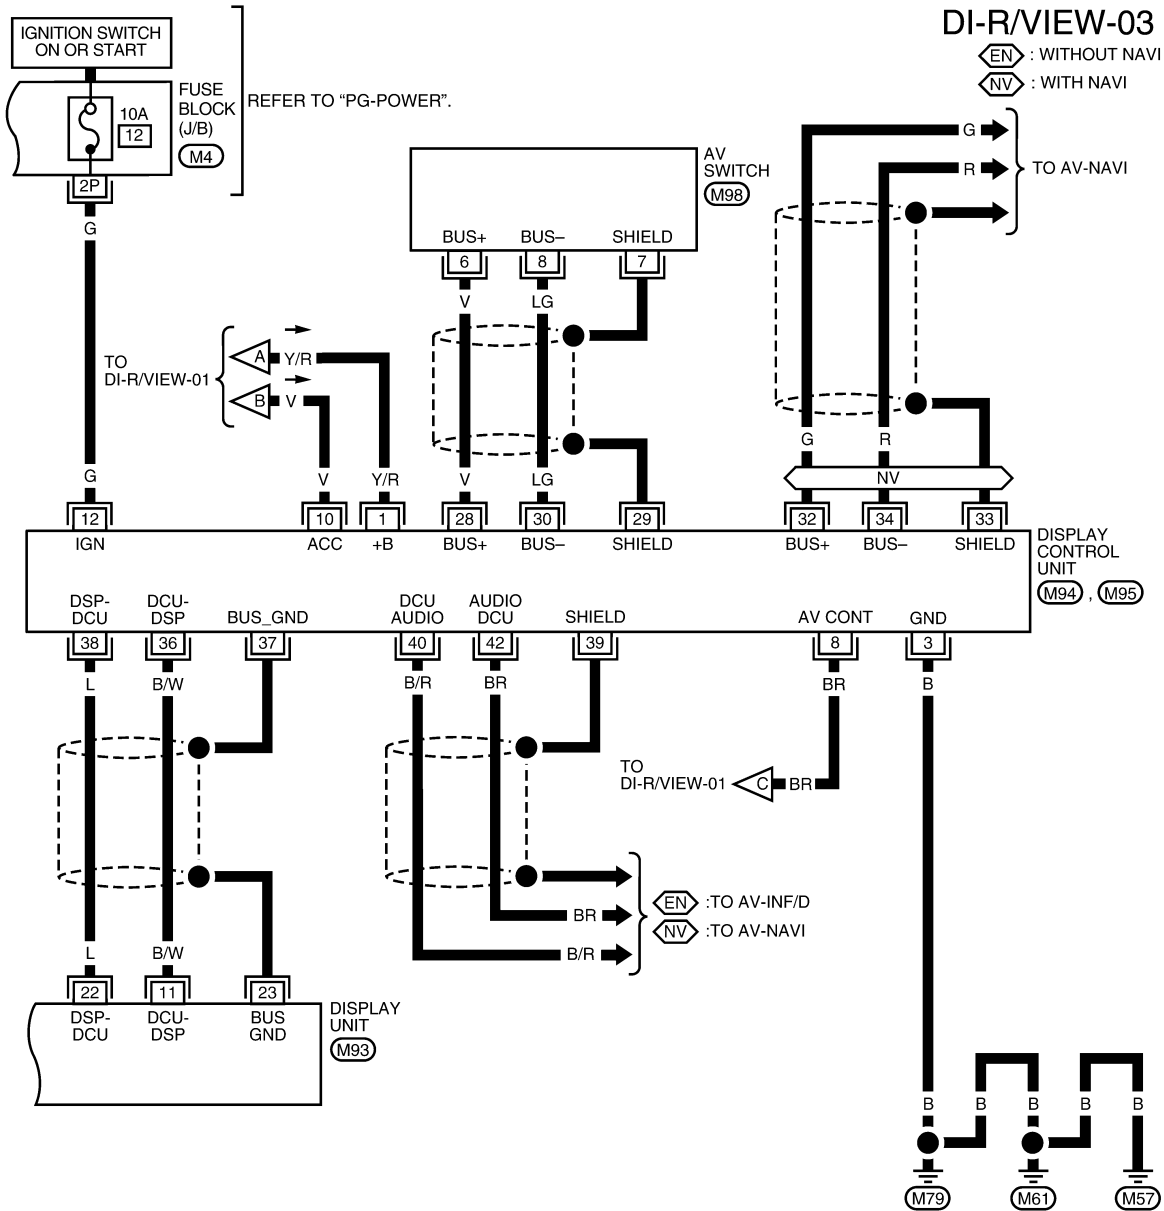 DI-R/VIEW-03
EN : WITHOUT NAVI
NV : WITH NAVI
IGNITION SWITCH
ON OR START
FUSE
BLOCK
(J/B)
M4
10A
12
REFER TO “PG-POWER”.
2P
G
G
12
IGN
TO
DI-R/VIEW-01
A Y/R
B V
V
Y/R
10
1
ACC
+B
AV
SWITCH
M98
BUS+ BUS– SHIELD
6 8 7
V LG
V LG
28 30 29
BUS+ BUS– SHIELD
G
R
TO AV-NAVI
G R
NV
32 34 33
BUS+ BUS– SHIELD
DISPLAY
CONTROL
UNIT
M94 , M95
DSP-
DCU
DCU-
DSP
BUS_GND
DCU
AUDIO
AUDIO
DCU
SHIELD
AV CONT
GND
38 36 37 40 42 39 8 3
L B/W B/R BR BR B
TO
DI-R/VIEW-01
C BR
BR
B/R
EN :TO AV-INF/D
NV :TO AV-NAVI
L B/W
22 11 23
DSP-
DCU
DCU-
DSP
BUS
GND
DISPLAY
UNIT
M93
B B B B B
M79 M61 M57